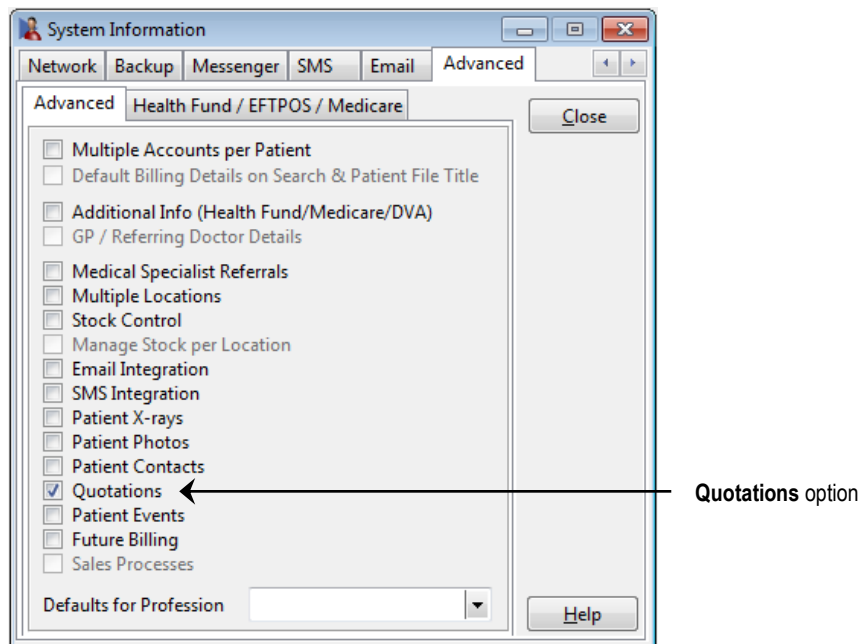 System Information
Network Backup Messenger SMS Email Advanced
Advanced Health Fund / EFTPOS / Medicare
Close
Multiple Accounts per Patient
Default Billing Details on Search & Patient File Title
Additional Info (Health Fund/Medicare/DVA)
GP / Referring Doctor Details
Medical Specialist Referrals
Multiple Locations
Stock Control
Manage Stock per Location
Email Integration
SMS Integration
Patient X-rays
Patient Photos
Patient Contacts
Quotations
Quotations option
Patient Events
Future Billing
Sales Processes
Defaults for Profession
Help